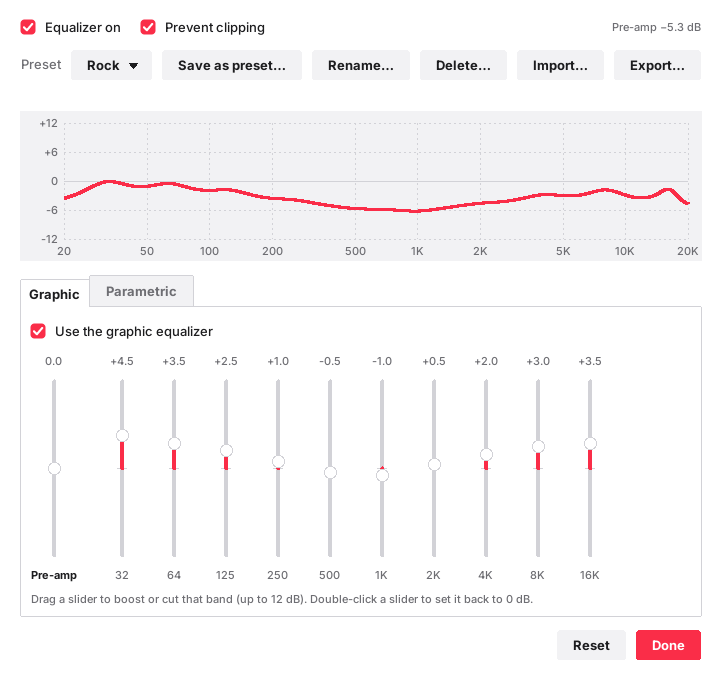 Equalizer on Prevent clipping Pre-amp −5.3 dB
Preset Rock Save as preset... Rename... Delete... Import... Export...
+12
+6
0
-6
-12
20 50 100 200 500 1K 2K 5K 10K 20K
Graphic Parametric
Use the graphic equalizer
0.0 +4.5 +3.5 +2.5 +1.0 -0.5 -1.0 +0.5 +2.0 +3.0 +3.5
Pre-amp 32 64 125 250 500 1K 2K 4K 8K 16K
Drag a slider to boost or cut that band (up to 12 dB). Double-click a slider to set it back to 0 dB.
Reset Done